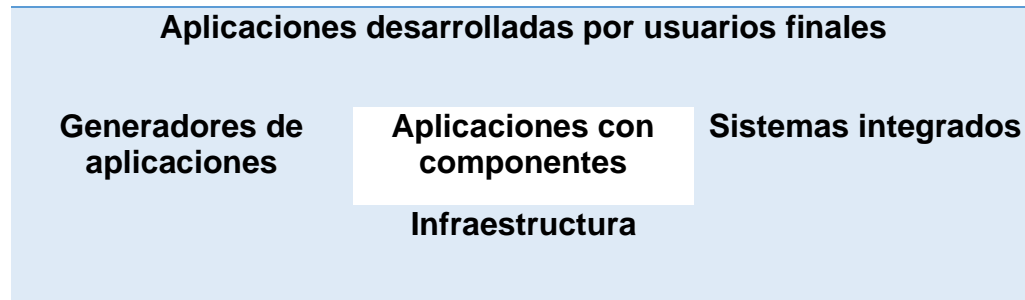 Aplicaciones desarrolladas por usuarios finales
Generadores de
aplicaciones
Aplicaciones con
componentes
Sistemas integrados
Infraestructura